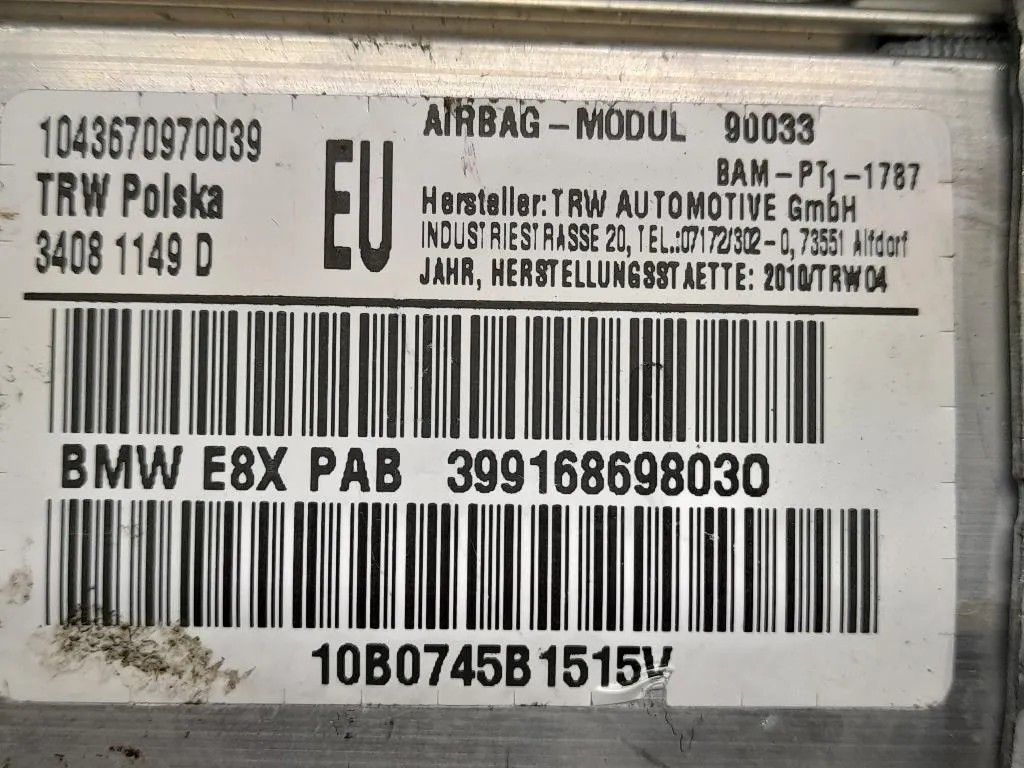 1043670970039
TRW Polska
3408 1149 D
EU
AIRBAG-MODUL 90033
BAM-PT1-1787
Hersteller: TRW AUTOMOTIVE GmbH
INDUSTRIESTRASSE 20, TEL.:07172/302-0, 73551 Alfdorf
JAHR, HERSTELLUNGSSTAETTE: 2010/TRW04
BMW E8X PAB 399168698030
10B0745B1515V